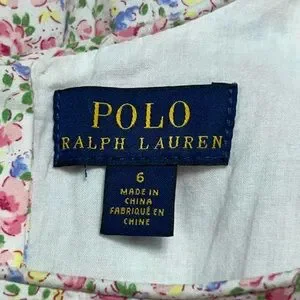 POLO
RALPH LAUREN
6
MADE IN
CHINA
FABRIQUÉ EN
CHINE